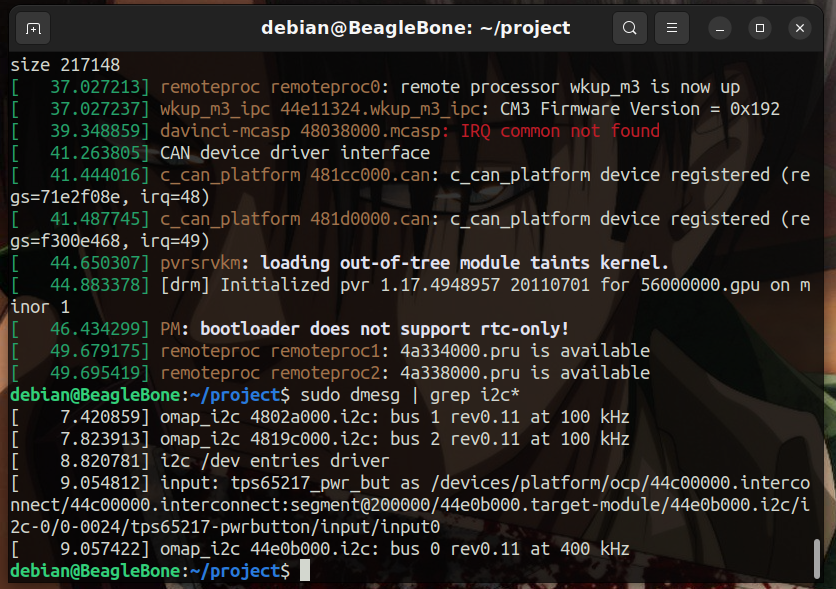 debian@BeagleBone: ~/project
size 217148
[   37.027213] remoteproc remoteproc0: remote processor wkup_m3 is now up
[   37.027237] wkup_m3_ipc 44e11324.wkup_m3_ipc: CM3 Firmware Version = 0x192
[   39.348859] davinci-mcasp 48038000.mcasp: IRQ common not found
[   41.263805] CAN device driver interface
[   41.444016] c_can_platform 481cc000.can: c_can_platform device registered (re
gs=71e2f08e, irq=48)
[   41.487745] c_can_platform 481d0000.can: c_can_platform device registered (re
gs=f300e468, irq=49)
[   44.650307] pvrsrvkm: loading out-of-tree module taints kernel.
[   44.883378] [drm] Initialized pvr 1.17.4948957 20110701 for 56000000.gpu on m
inor 1
[   46.434299] PM: bootloader does not support rtc-only!
[   49.679175] remoteproc remoteproc1: 4a334000.pru is available
[   49.695419] remoteproc remoteproc2: 4a338000.pru is available
debian@BeagleBone:~/project$ sudo dmesg | grep i2c*
[    7.420859] omap_i2c 4802a000.i2c: bus 1 rev0.11 at 100 kHz
[    7.823913] omap_i2c 4819c000.i2c: bus 2 rev0.11 at 100 kHz
[    8.820781] i2c /dev entries driver
[    9.054812] input: tps65217_pwr_but as /devices/platform/ocp/44c00000.interco
nnect/44c00000.interconnect:segment@200000/44e0b000.target-module/44e0b000.i2c/i
2c-0/0-0024/tps65217-pwrbutton/input/input0
[    9.057422] omap_i2c 44e0b000.i2c: bus 0 rev0.11 at 400 kHz
debian@BeagleBone:~/project$